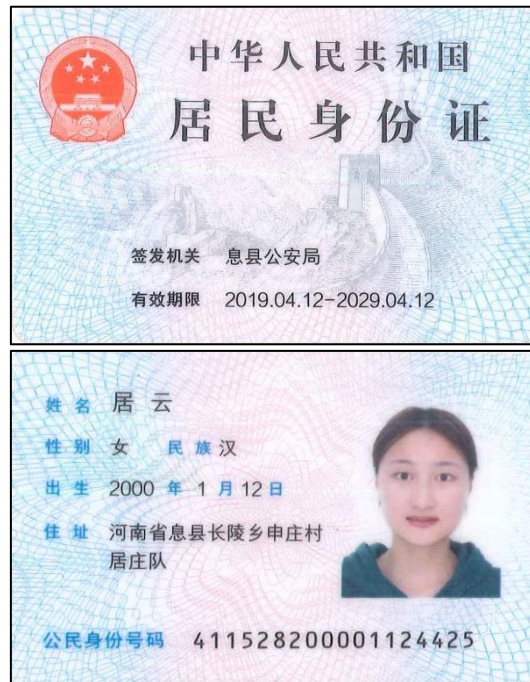 中华人民共和国
居民身份证
签发机关 息县公安局
有效期限 2019.04.12-2029.04.12
姓名 居云
性别 女 民族 汉
出生 2000 年 1 月 12 日
住址 河南省息县长陵乡申庄村
居庄队
公民身份号码 411528200001124425